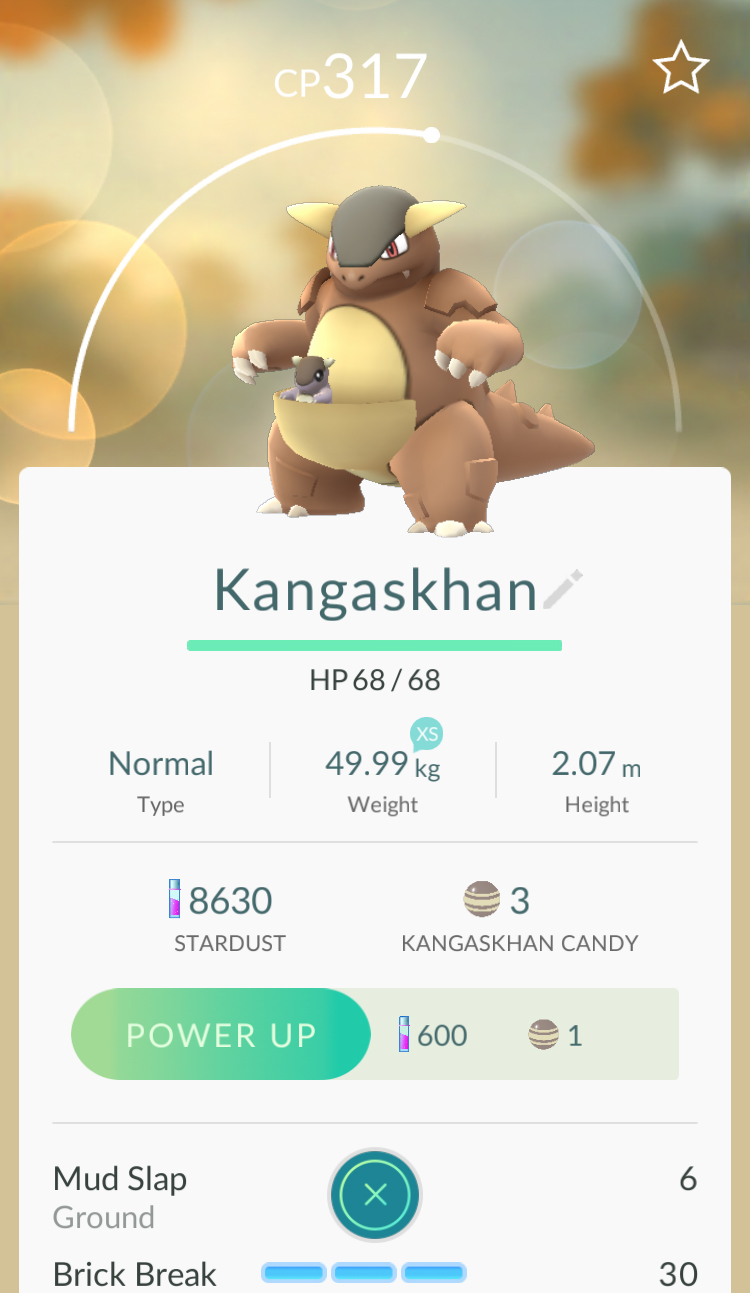 CP317
Kangaskhan
HP 68 / 68
XS
Normal 49.99 kg 2.07 m
Type Weight Height
8630 3
STARDUST KANGASKHAN CANDY
POWER UP 600 1
Mud Slap 6
Ground
Brick Break 30